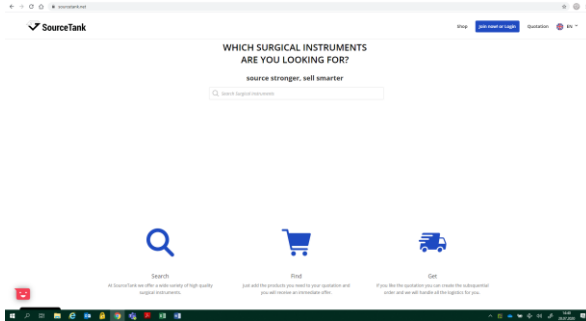 sourcetank.net
SourceTank
Shop
Join now! or Login
Quotation
EN
WHICH SURGICAL INSTRUMENTS
ARE YOU LOOKING FOR?
source stronger, sell smarter
Search Surgical Instruments
Search
Find
Get
At SourceTank we offer a wide variety of high quality
surgical instruments.
Just add the products you need to your quotation and
you will receive an immediate offer.
If you like the quotation you can create the subsequential
order and we will handle all the logistics for you.